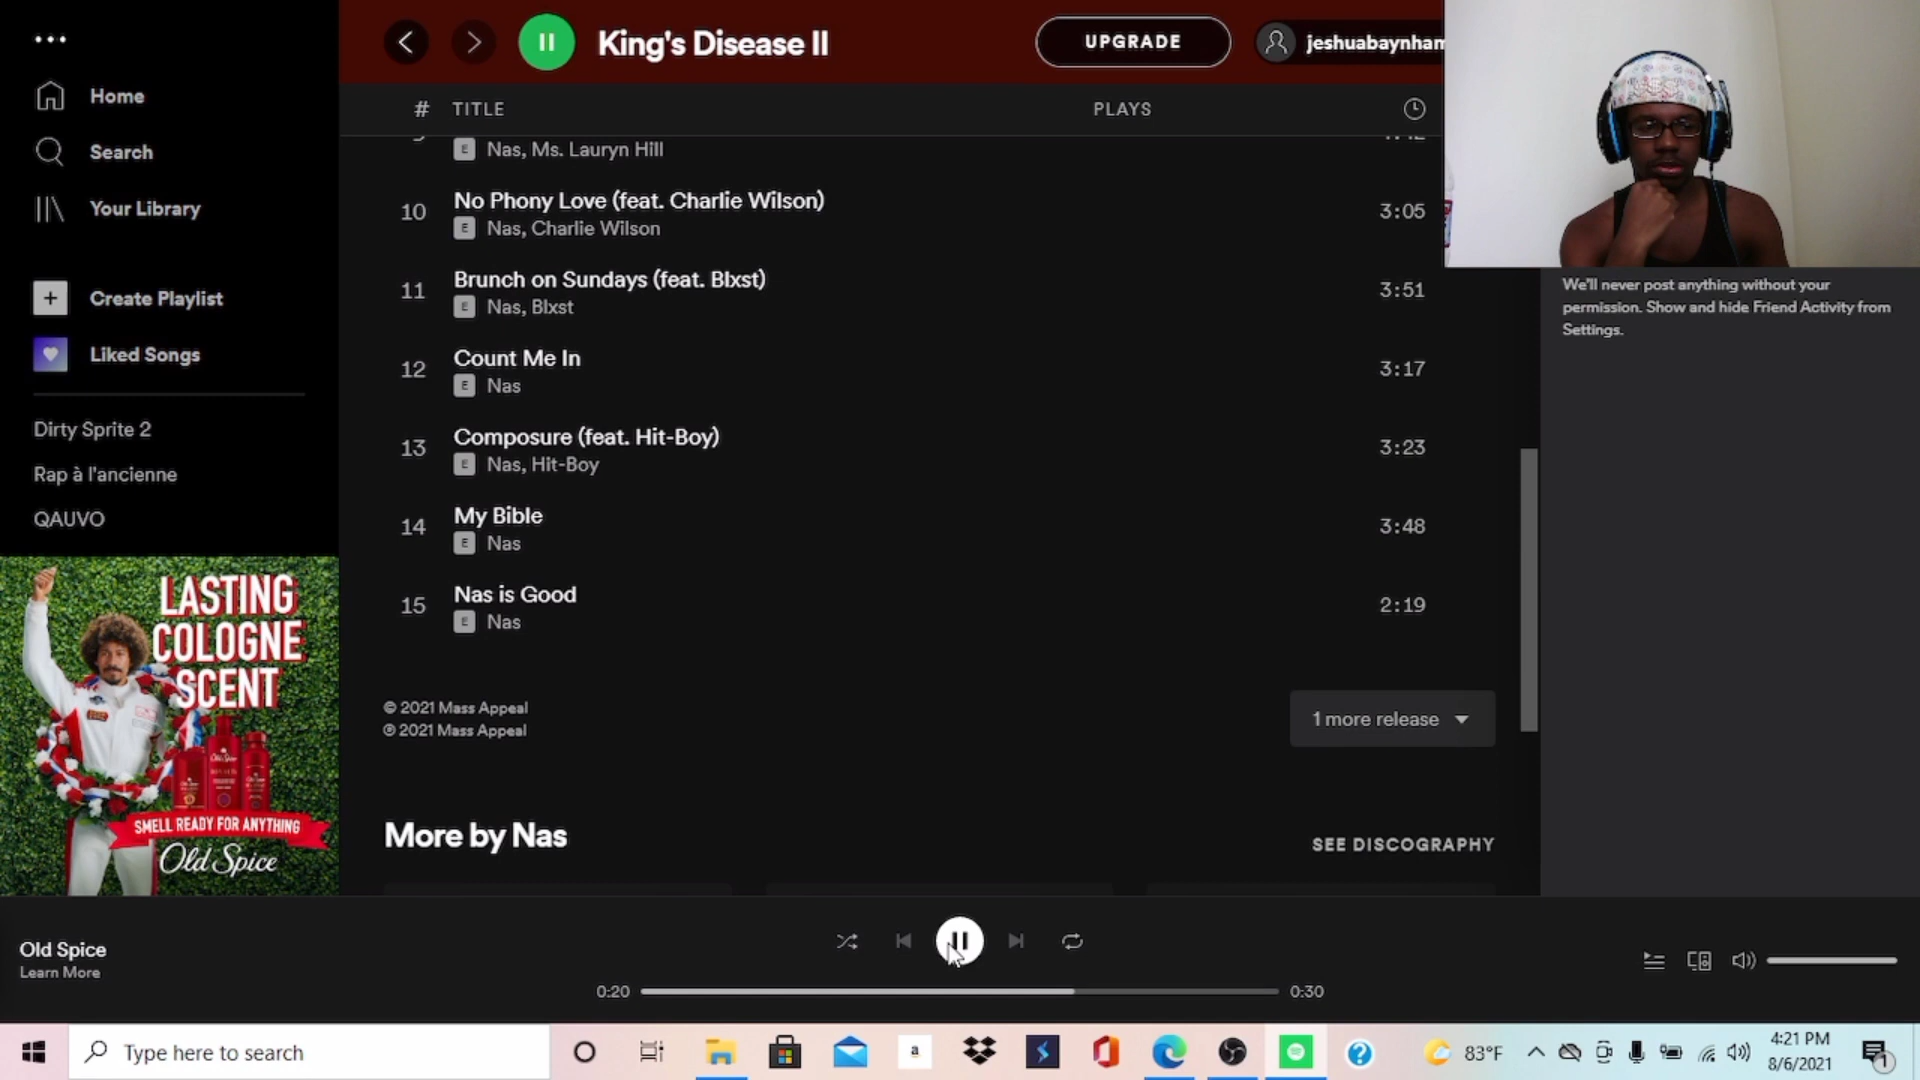 King's Disease II
UPGRADE
jeshuabaynham
Home
Search
Your Library
Create Playlist
Liked Songs
Dirty Sprite 2
Rap à l'ancienne
QAUVO
# TITLE PLAYS
E Nas, Ms. Lauryn Hill
10 No Phony Love (feat. Charlie Wilson) 3:05
E Nas, Charlie Wilson
11 Brunch on Sundays (feat. Blxst) 3:51
E Nas, Blxst
12 Count Me In 3:17
E Nas
13 Composure (feat. Hit-Boy) 3:23
E Nas, Hit-Boy
14 My Bible 3:48
E Nas
15 Nas is Good 2:19
E Nas
© 2021 Mass Appeal
℗ 2021 Mass Appeal
1 more release
More by Nas
SEE DISCOGRAPHY
We'll never post anything without your
permission. Show and hide Friend Activity from
Settings.
LASTING
COLOGNE
SCENT
SMELL READY FOR ANYTHING
Old Spice
Old Spice
Learn More
0:20
0:30
Type here to search
a
83°F
4:21 PM
8/6/2021
1